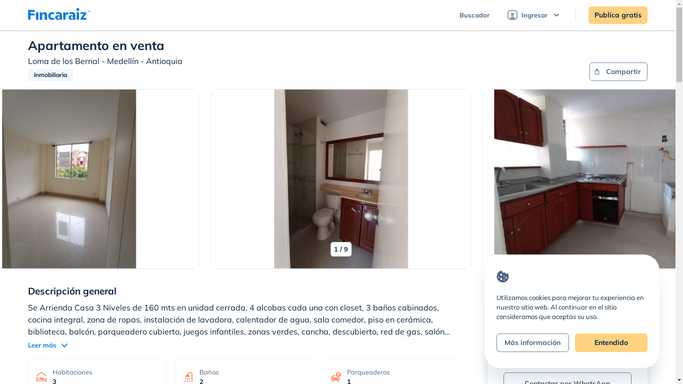 Fincaraiz
Buscador
Ingresar
Publica gratis
Apartamento en venta
Loma de los Bernal - Medellín - Antioquia
Inmobiliaria
Compartir
1 / 9
Descripción general
Se Arrienda Casa 3 Niveles de 160 mts en unidad cerrada, 4 alcobas cada una con closet, 3 baños cabinados,
cocina integral, zona de ropas, instalación de lavadora, calentador de agua, sala comedor, piso en cerámica,
biblioteca, balcón, parqueadero cubierto, juegos infantiles, zonas verdes, cancha, descubierto, red de gas, salón...
Leer más
Habitaciones
3
Baños
2
Parqueaderos
1
Utilizamos cookies para mejorar tu experiencia en
nuestro sitio web. Al continuar en el sitio
consideramos que aceptas su uso.
Más información
Entendido
Contactar por WhatsApp